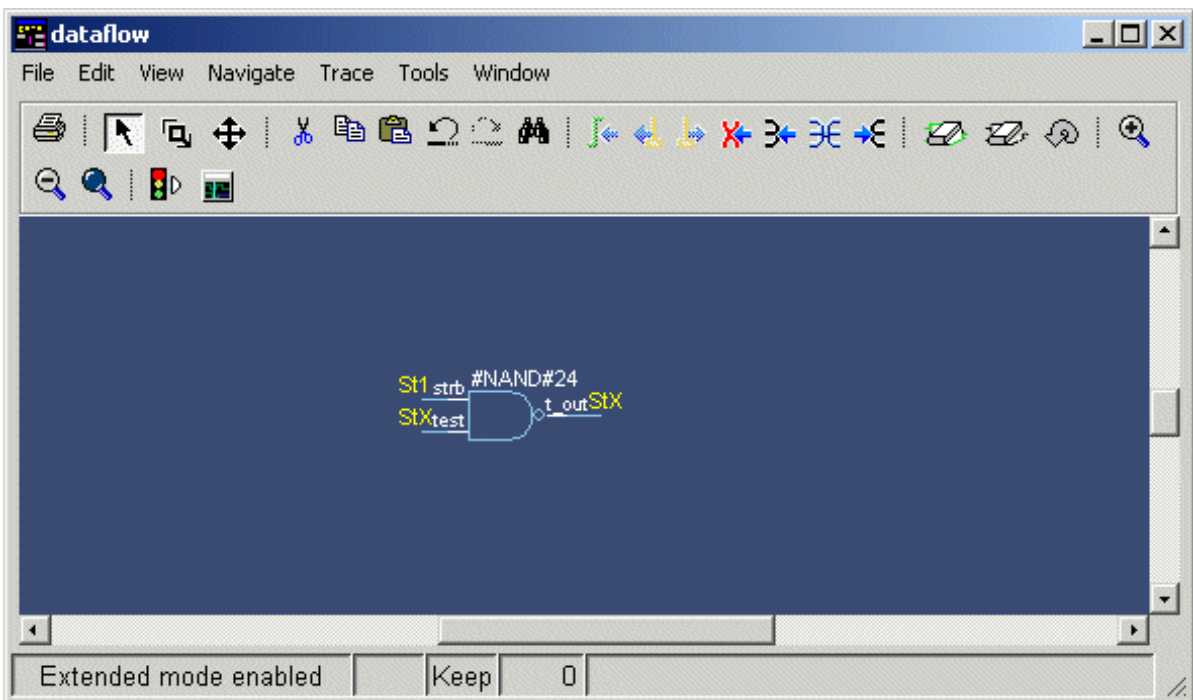 dataflow
File Edit View Navigate Trace Tools Window
#NAND#24
St1 strb
t_out StX
StX test
Extended mode enabled Keep 0